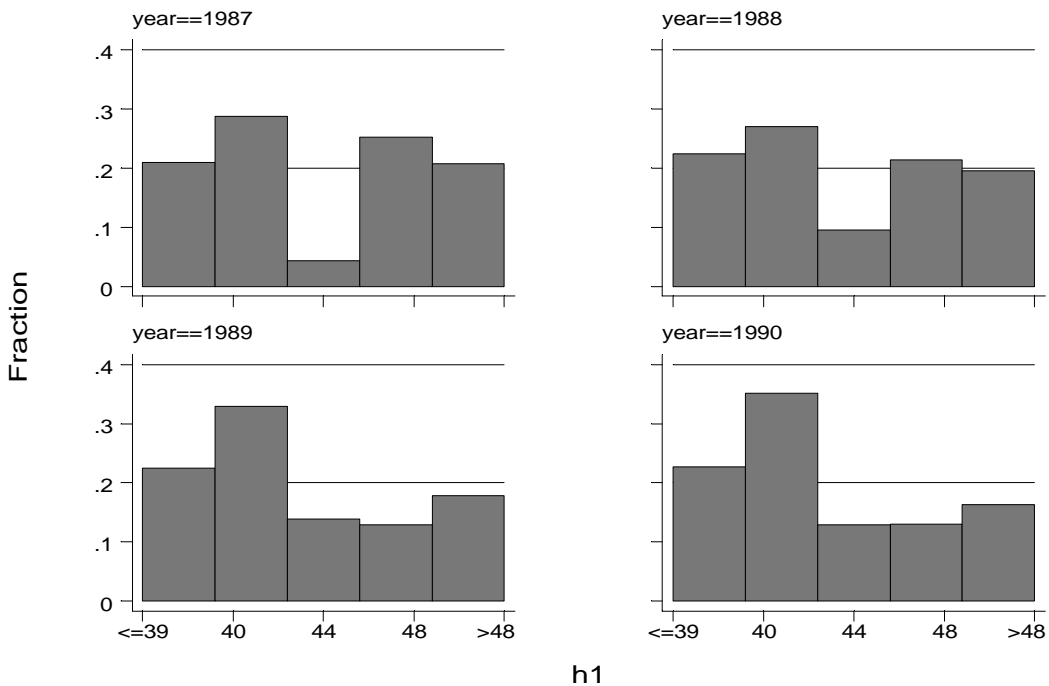 year==1987
year==1988
.4
.3
.2
.1
0
year==1989
year==1990
.4
.3
.2
.1
0
<=39 40 44 48 >48
<=39 40 44 48 >48
Fraction
h1